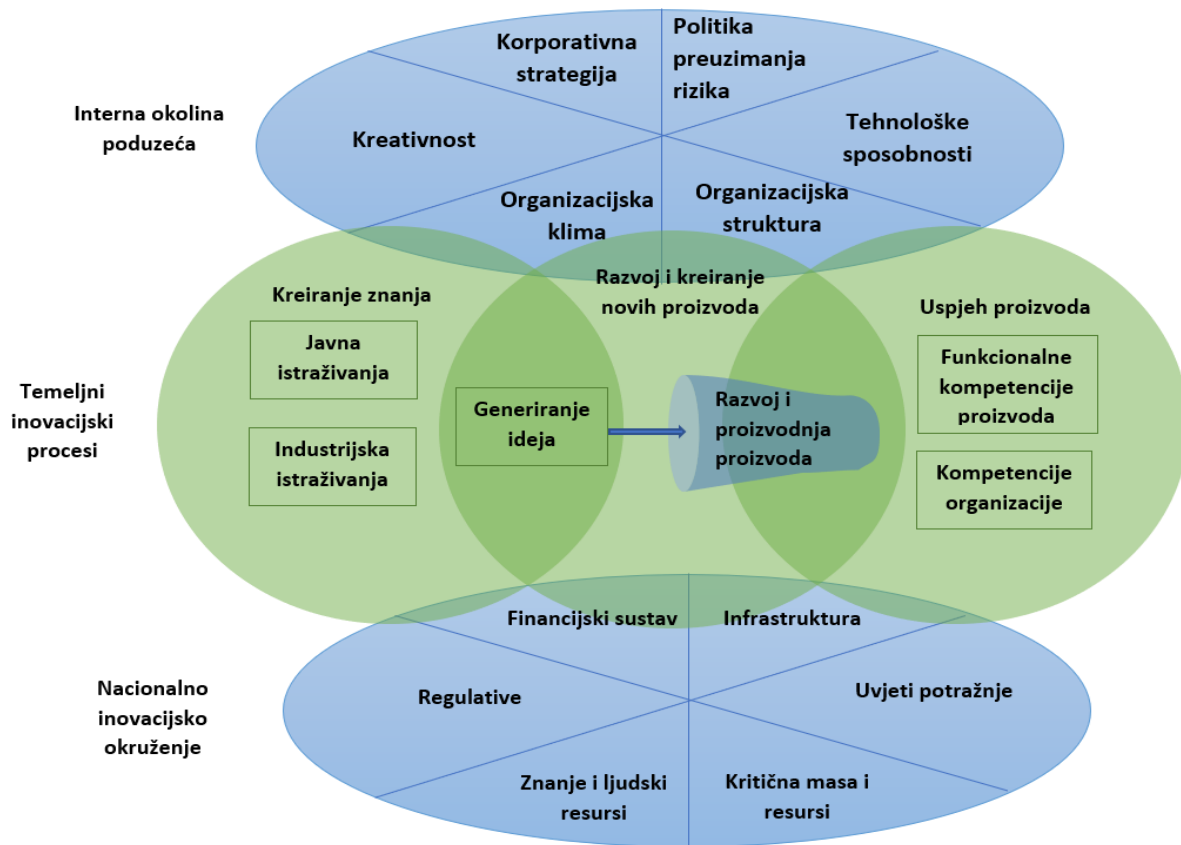 Korporativna
strategija
Politika
preuzimanja
rizika
Interna okolina
poduzeća
Kreativnost
Tehnološke
sposobnosti
Organizacijska
klima
Organizacijska
struktura
Kreiranje znanja
Razvoj i kreiranje
novih proizvoda
Uspjeh proizvoda
Javna
istraživanja
Funkcionalne
kompetencije
proizvoda
Temeljni
inovacijski
procesi
Generiranje
ideja
Razvoj i
proizvodnja
proizvoda
Industrijska
istraživanja
Kompetencije
organizacije
Financijski sustav
Infrastruktura
Nacionalno
inovacijsko
okruženje
Regulative
Uvjeti potražnje
Znanje i ljudski
resursi
Kritična masa i
resursi